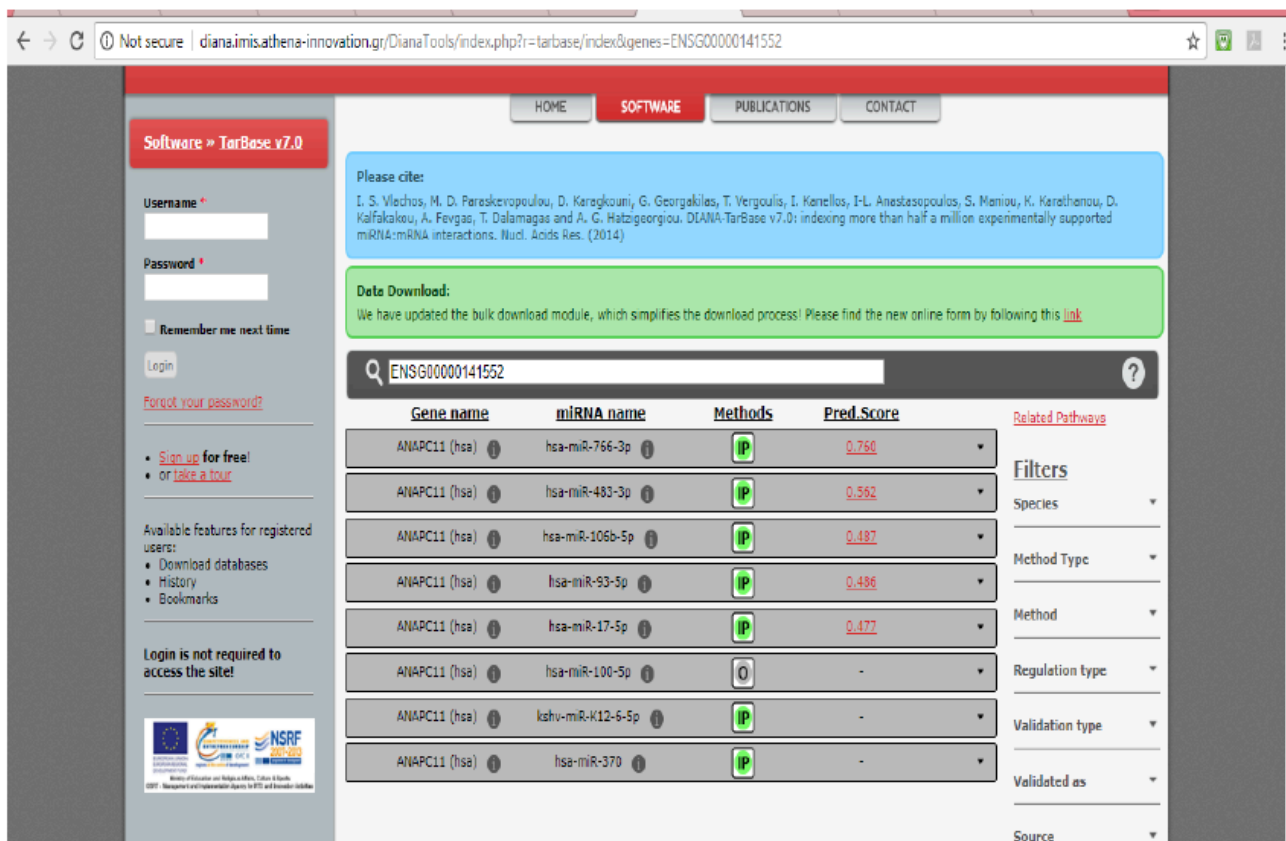 Not secure | diana.imis.athena-innovation.gr/DianaTools/index.php?r=tarbase/index&genes=ENSG00000141552
HOME SOFTWARE PUBLICATIONS CONTACT
Software » TarBase v7.0
Username *
Password *
Remember me next time
Login
Forgot your password?
• Sign up for free!
• or take a tour
Available features for registered
users:
• Download databases
• History
• Bookmarks
Login is not required to
access the site!
NSRF
2007-2013
Please cite:
I. S. Vlachos, M. D. Paraskevopoulou, D. Karagkouni, G. Georgakilas, T. Vergoulis, I. Kanellos, I-L. Anastasopoulos, S. Maniou, K. Karathanou, D.
Kalfakakou, A. Fevgas, T. Dalamagas and A. G. Hatzigeorgiou. DIANA-TarBase v7.0: indexing more than half a million experimentally supported
miRNA:mRNA interactions. Nucl. Acids Res. (2014)
Data Download:
We have updated the bulk download module, which simplifies the download process! Please find the new online form by following this link
ENSG00000141552 ?
Gene name miRNA name Methods Pred.Score
ANAPC11 (hsa) i hsa-miR-766-3p i IP 0.760
ANAPC11 (hsa) i hsa-miR-483-3p i IP 0.562
ANAPC11 (hsa) i hsa-miR-106b-5p i IP 0.487
ANAPC11 (hsa) i hsa-miR-93-5p i IP 0.486
ANAPC11 (hsa) i hsa-miR-17-5p i IP 0.477
ANAPC11 (hsa) i hsa-miR-100-5p i O -
ANAPC11 (hsa) i kshv-miR-K12-6-5p i IP -
ANAPC11 (hsa) i hsa-miR-370 i IP -
Related Pathways
Filters
Species
Method Type
Method
Regulation type
Validation type
Validated as
Source